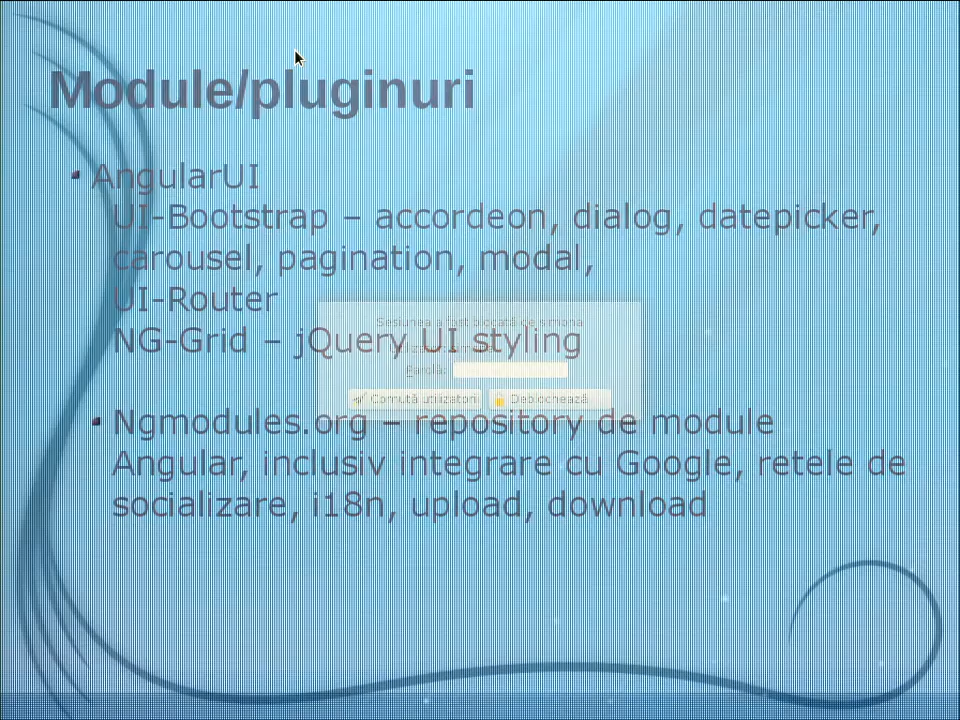 Module/pluginuri
AngularUI
UI-Bootstrap – accordeon, dialog, datepicker,
carousel, pagination, modal,
UI-Router
Sesiunea a fost blocată de simona
NG-Grid – jQuery UI styling
Parolă:
Comută utilizatorii
Deblochează
Ngmodules.org – repository de module
Angular, inclusiv integrare cu Google, retele de
socializare, i18n, upload, download